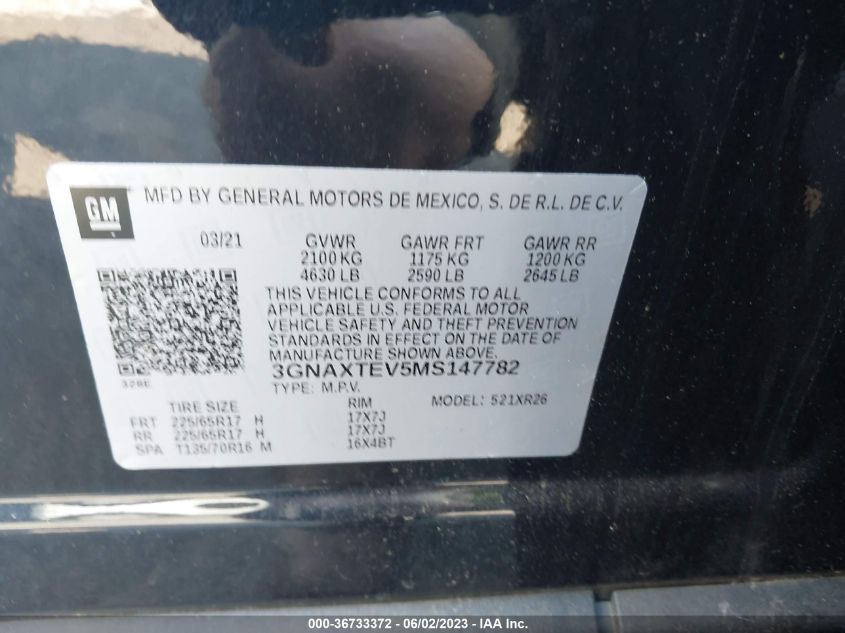 GM
MFD BY GENERAL MOTORS DE MEXICO, S. DE R.L. DE C.V.
03/21 GVWR GAWR FRT GAWR RR
2100 KG 1175 KG 1200 KG
4630 LB 2590 LB 2645 LB
THIS VEHICLE CONFORMS TO ALL
APPLICABLE U.S. FEDERAL MOTOR
VEHICLE SAFETY AND THEFT PREVENTION
STANDARDS IN EFFECT ON THE DATE OF
MANUFACTURE SHOWN ABOVE.
3GNAXTEV5MS147782
328E
TYPE: M.P.V. MODEL: 521XR26
TIRE SIZE RIM
FRT 225/65R17 H 17X7J
RR 225/65R17 H 17X7J
SPA T135/70R16 M 16X4BT
000-36733372 - 06/02/2023 - IAAI.COM